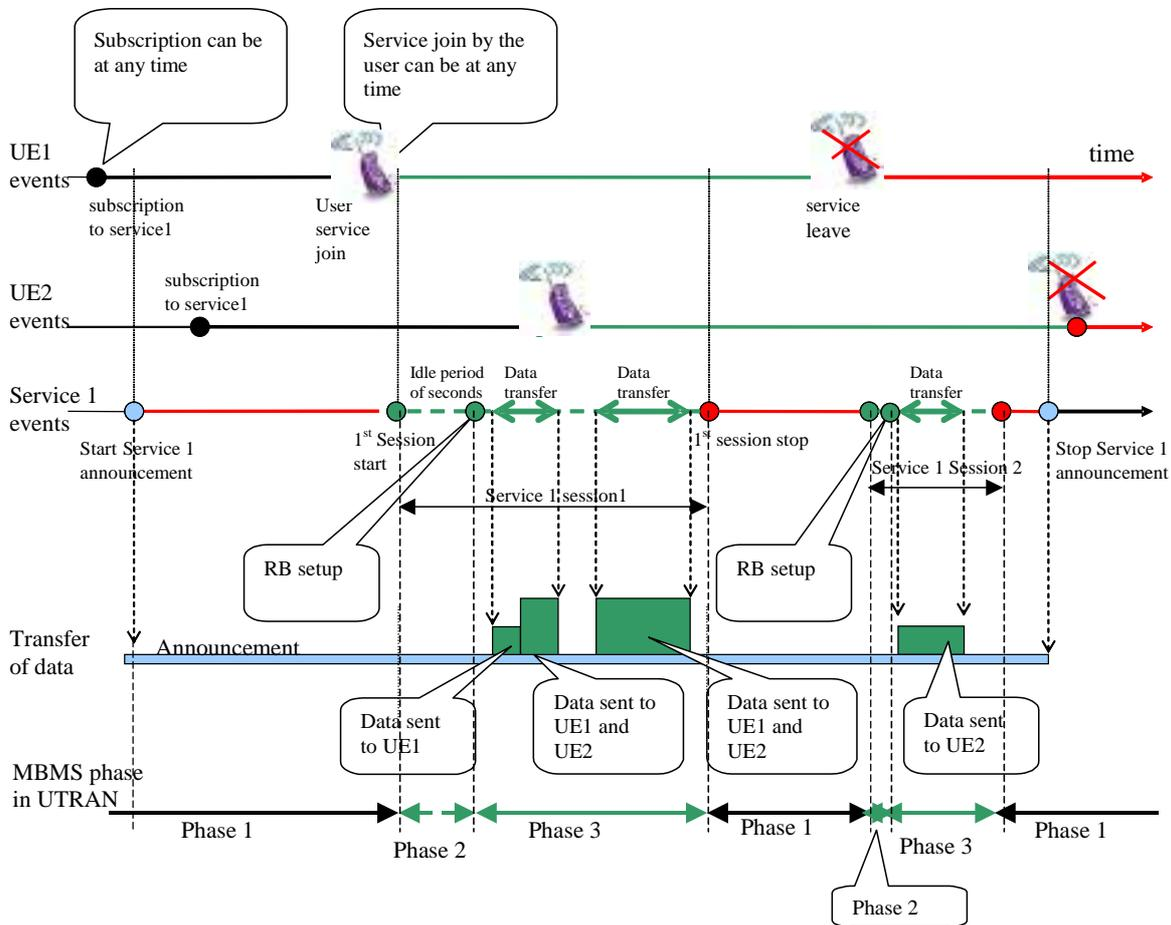 Subscription can be
at any time
Service join by the
user can be at any
time
UE1
events
time
subscription
to service1
User
service
join
service
leave
UE2
events
subscription
to service1
Service 1
events
Idle period
of seconds
Data
transfer
Data
transfer
Data
transfer
Start Service 1
announcement
1st Session
start
1st session stop
Stop Service 1
announcement
Service 1 Session 2
Service 1 session1
RB setup
RB setup
Transfer
of data
Announcement
Data sent
to UE1
Data sent to
UE1 and
UE2
Data sent to
UE1 and
UE2
Data sent
to UE2
MBMS phase
in UTRAN
Phase 1
Phase 2
Phase 3
Phase 1
Phase 3
Phase 1
Phase 2